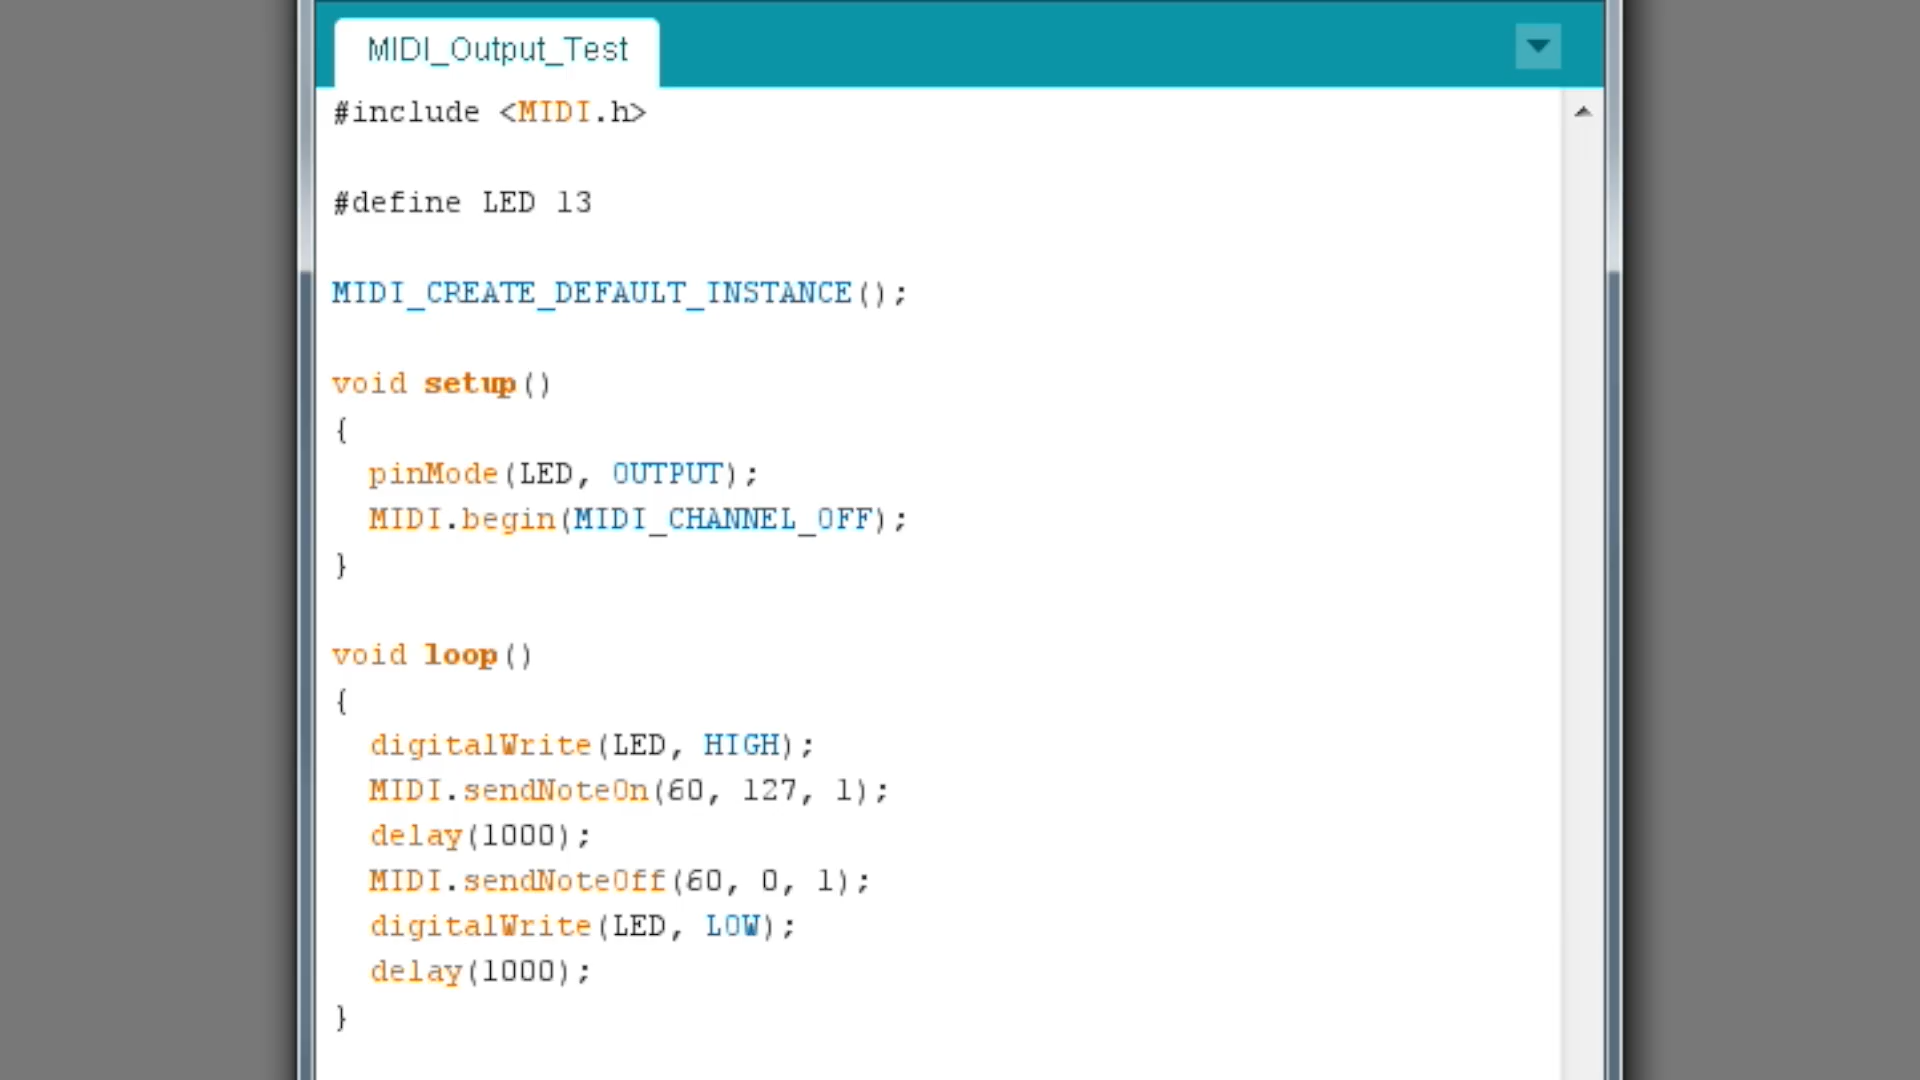 MIDI_Output_Test
#include <MIDI.h>
#define LED 13
MIDI_CREATE_DEFAULT_INSTANCE();
void setup()
{
pinMode(LED, OUTPUT);
MIDI.begin(MIDI_CHANNEL_OFF);
}
void loop()
{
digitalWrite(LED, HIGH);
MIDI.sendNoteOn(60, 127, 1);
delay(1000);
MIDI.sendNoteOff(60, 0, 1);
digitalWrite(LED, LOW);
delay(1000);
}